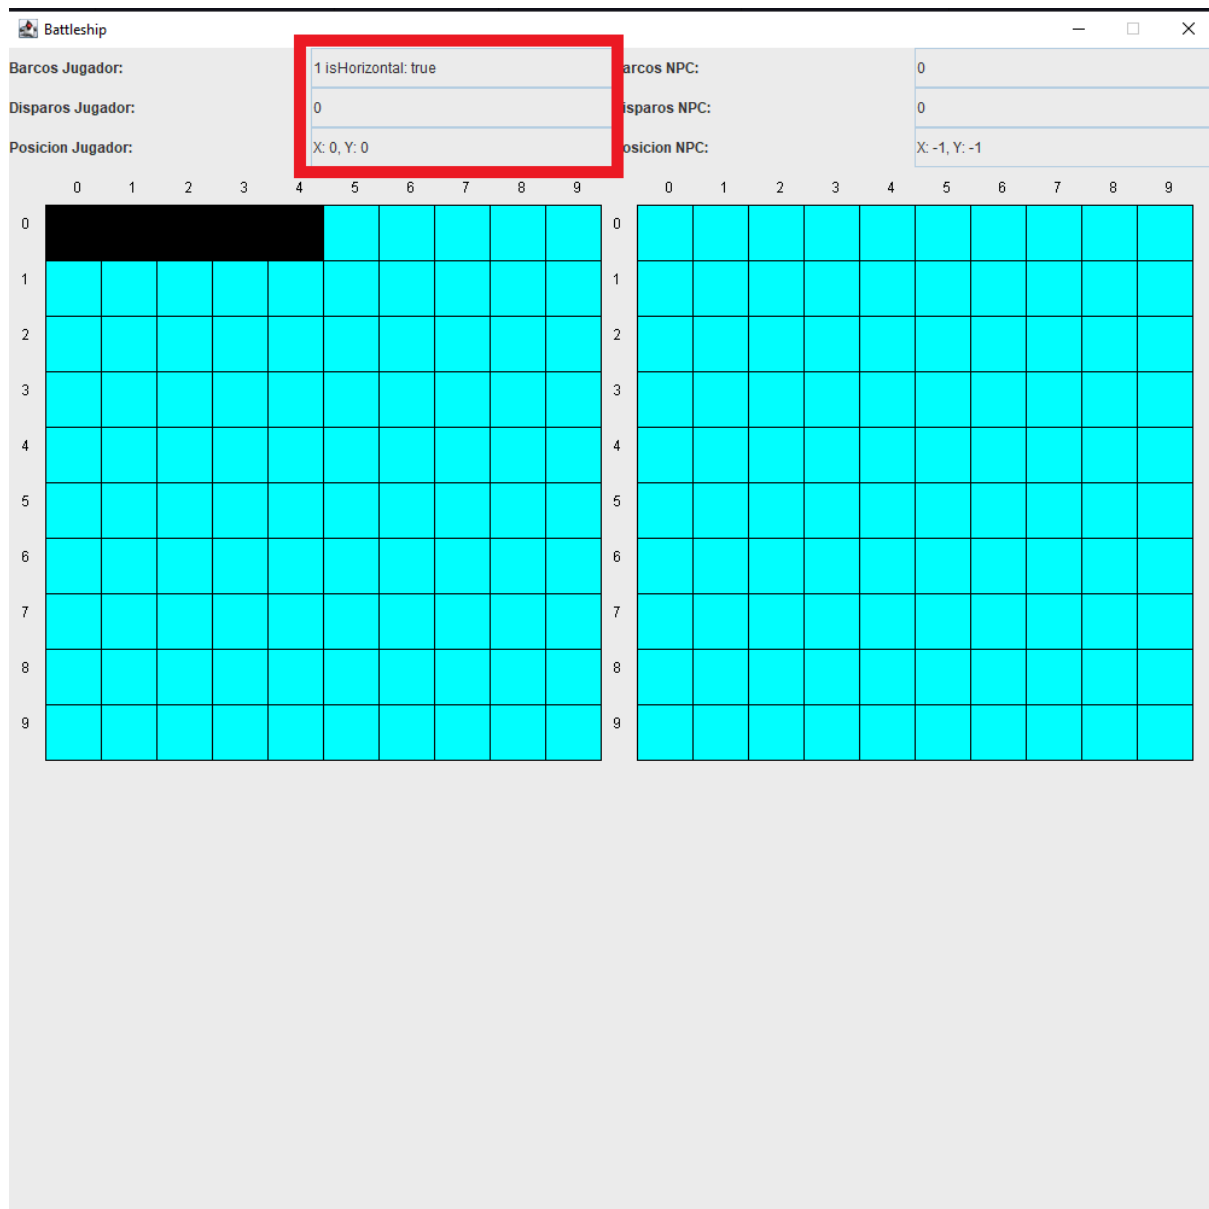 Battleship
Barcos Jugador: 1 isHorizontal: true arcos NPC: 0
Disparos Jugador: 0 isparos NPC: 0
Posicion Jugador: X: 0, Y: 0 osicion NPC: X: -1, Y: -1
0 1 2 3 4 5 6 7 8 9 0 1 2 3 4 5 6 7 8 9
0 0
1 1
2 2
3 3
4 4
5 5
6 6
7 7
8 8
9 9